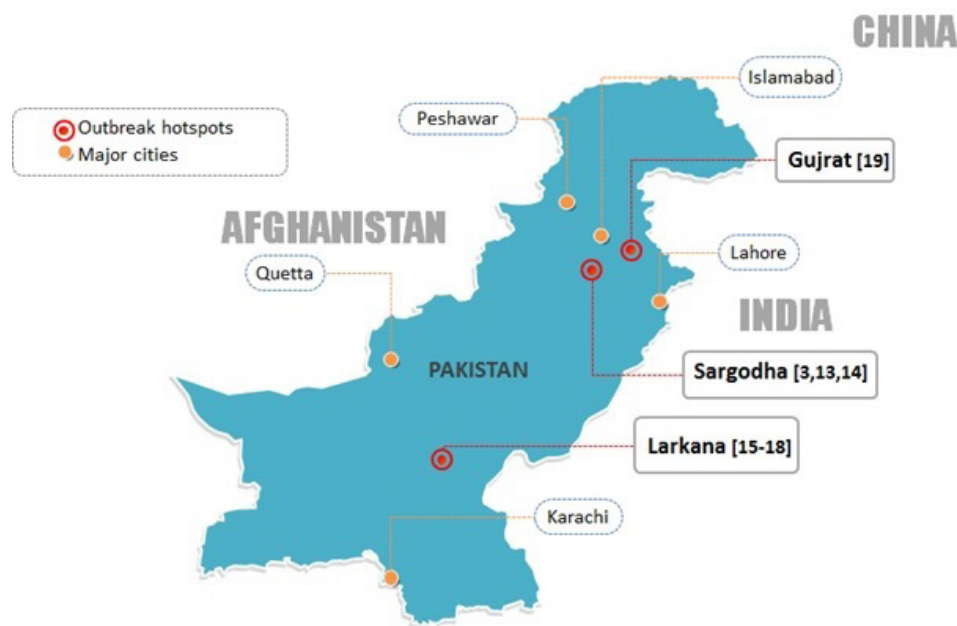 CHINA
Islamabad
Peshawar
Outbreak hotspots
Major cities
Gujrat [19]
AFGHANISTAN
Quetta
Lahore
INDIA
PAKISTAN
Sargodha [3,13,14]
Larkana [15-18]
Karachi